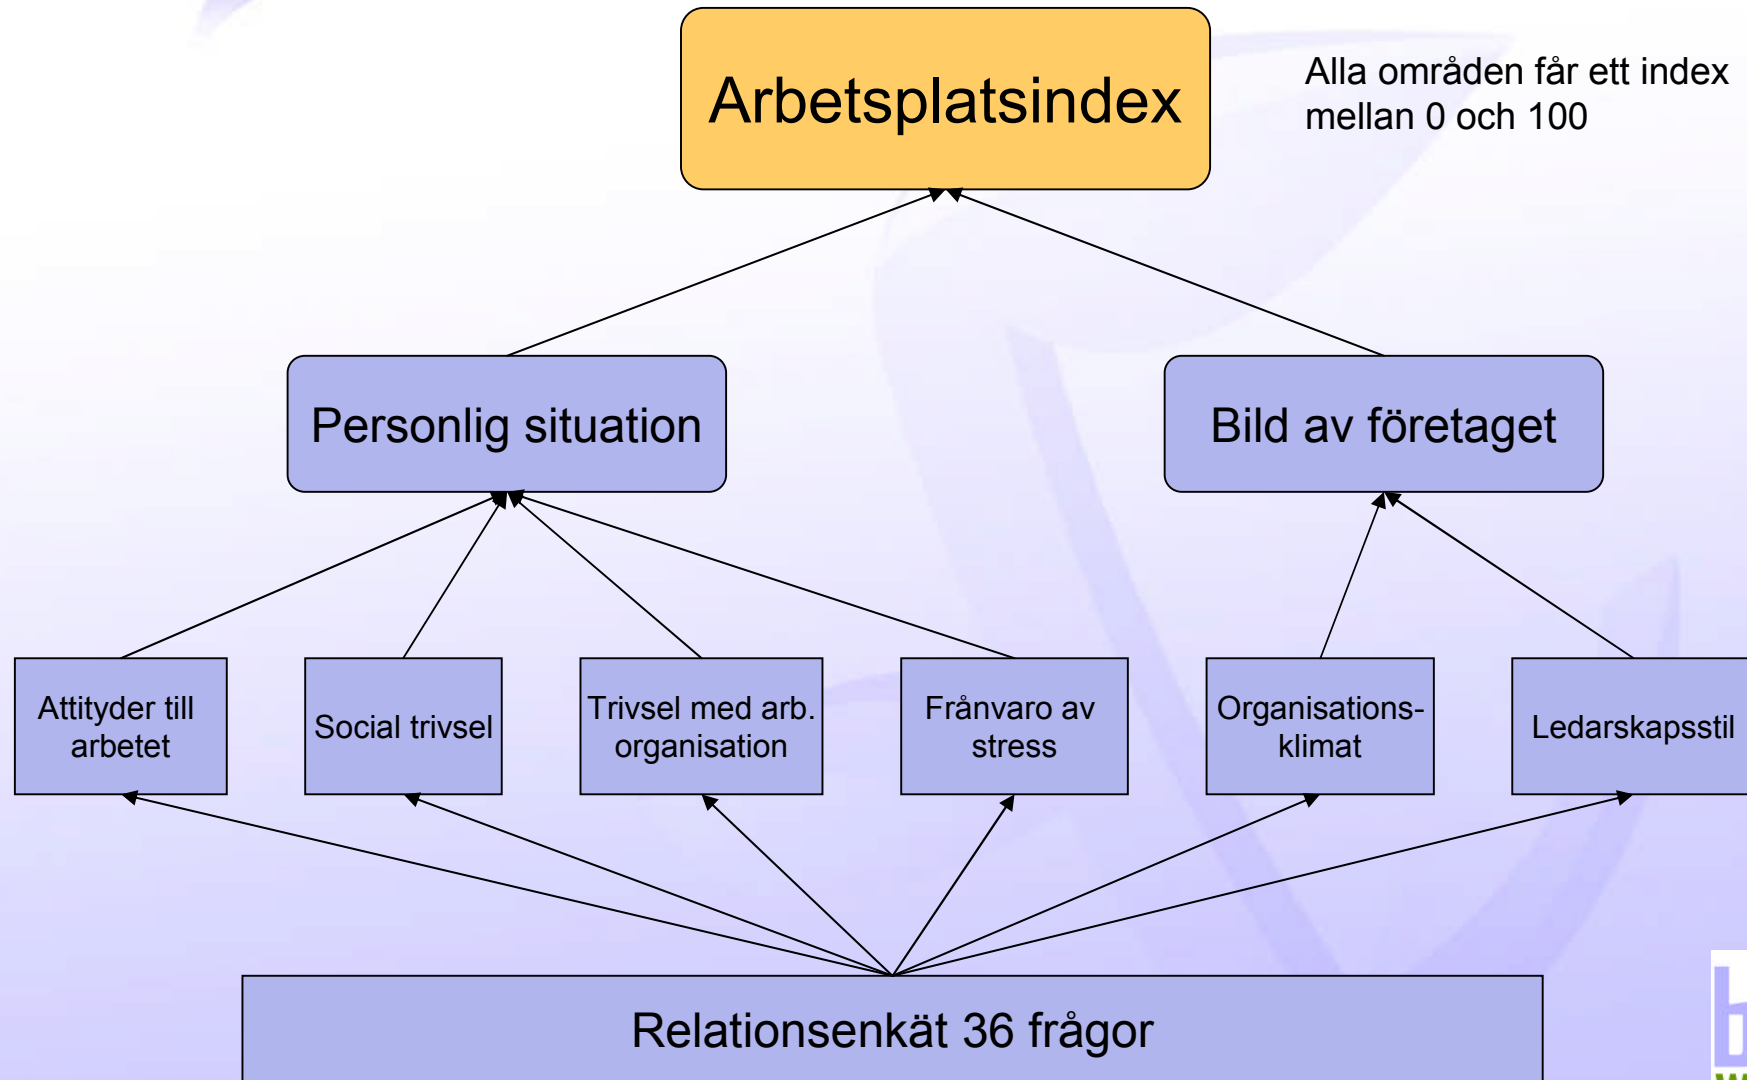 Arbetsplatsindex
Alla områden får ett index
mellan 0 och 100
Personlig situation
Bild av företaget
Attityder till
arbetet
Social trivsel
Trivsel med arb.
organisation
Frånvaro av
stress
Organisations-
klimat
Ledarskapsstil
Relationsenkät 36 frågor